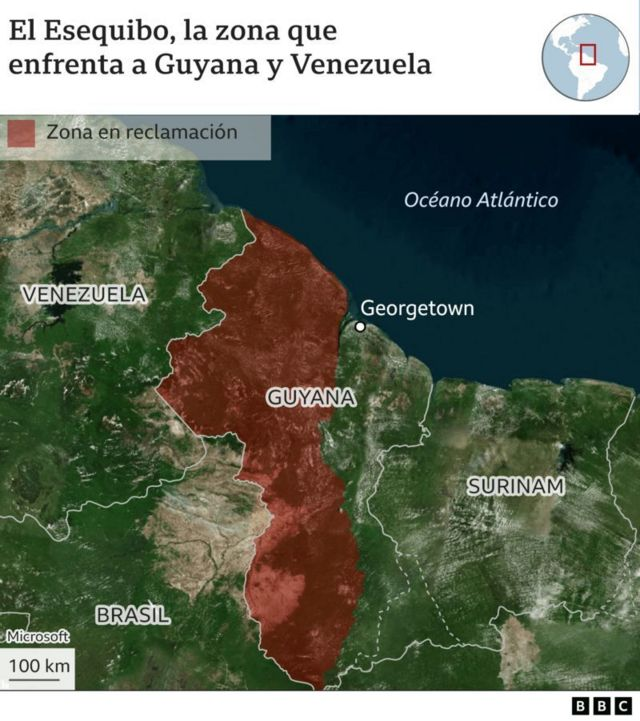 El Esequibo, la zona que
enfrenta a Guyana y Venezuela
Zona en reclamación
Océano Atlántico
VENEZUELA
Georgetown
GUYANA
SURINAM
BRASIL
Microsoft
100 km
BBC